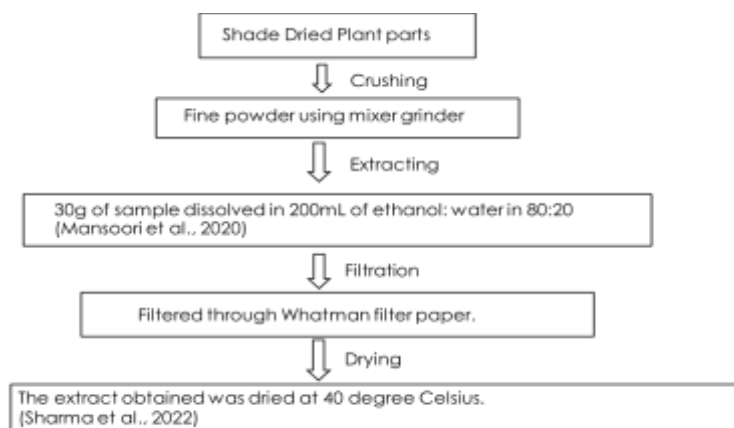 Shade Dried Plant parts
Crushing
Fine powder using mixer grinder
Extracting
30g of sample dissolved in 200mL of ethanol: water in 80:20
(Mansoori et al., 2020)
Filtration
Filtered through Whatman filter paper.
Drying
The extract obtained was dried at 40 degree Celsius.
(Sharma et al., 2022)